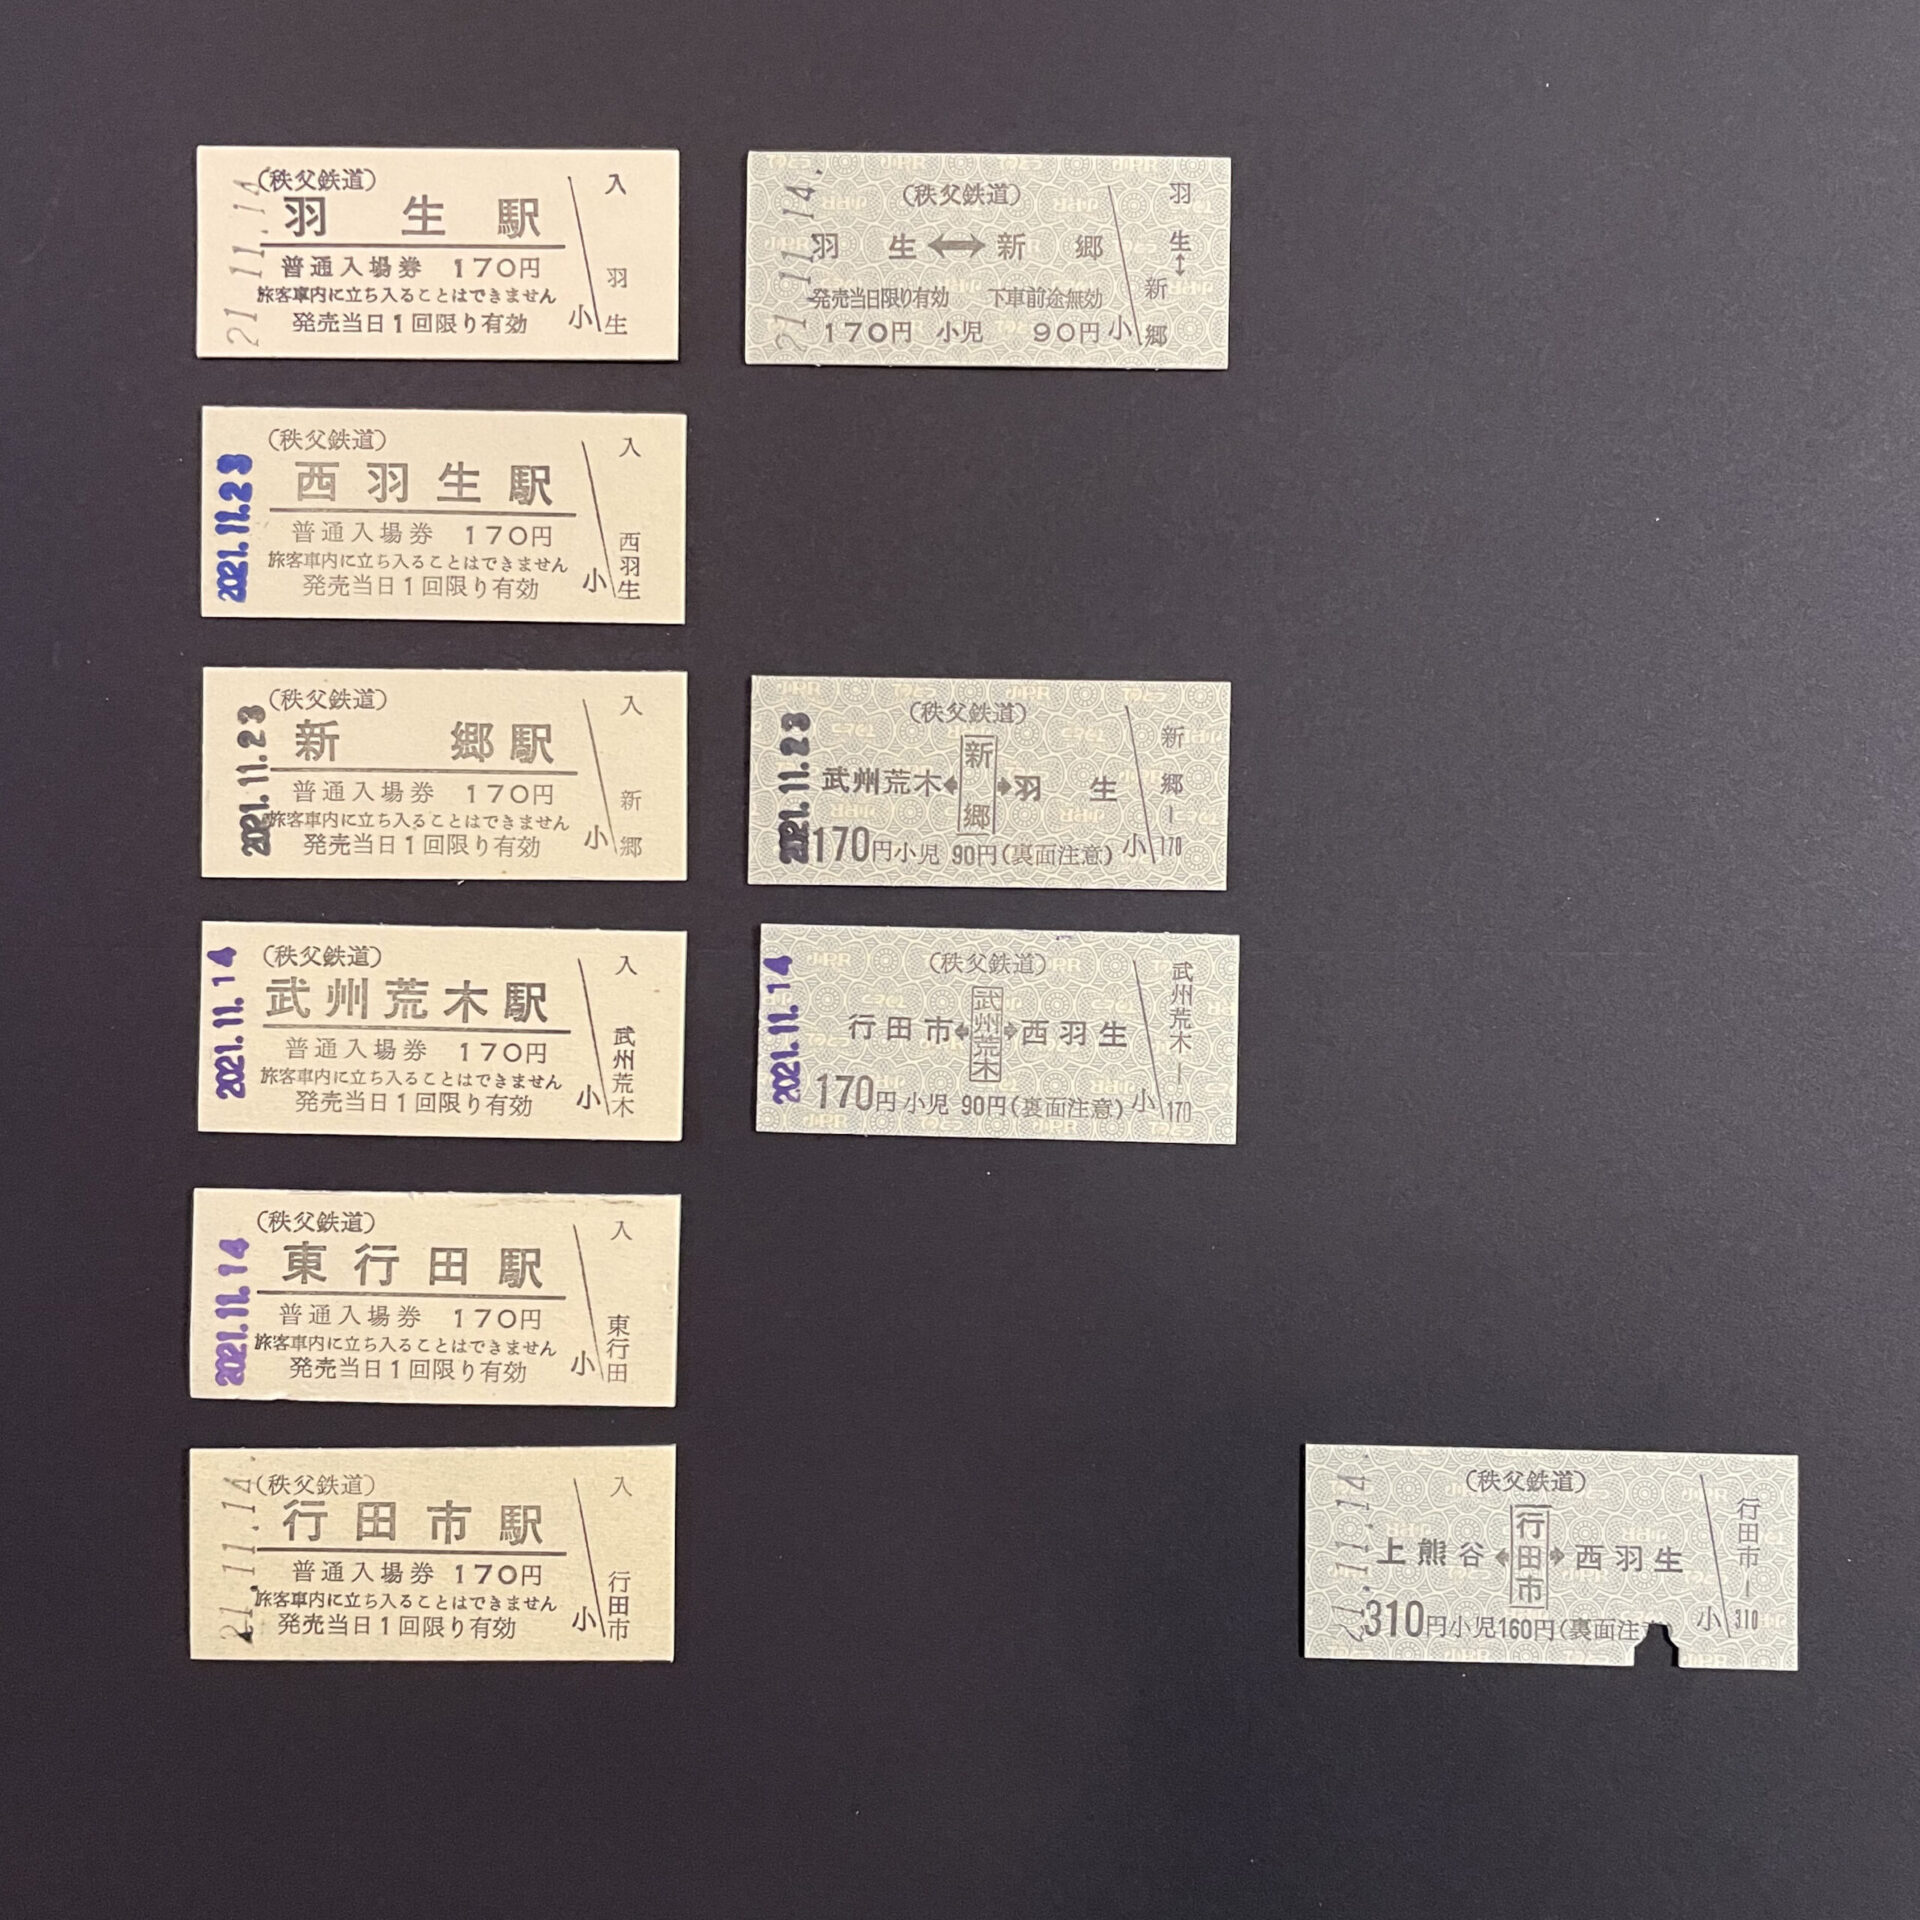 21.11.14
(秩父鉄道)
羽生駅
普通入場券 170円
旅客車内に立ち入ることはできません
発売当日1回限り有効
小
入
羽生
21.11.14.
(秩父鉄道)
羽生⟷新郷
発売当日限り有効 下車前途無効
170円 小児 90円
小
羽生↔新郷
2021.11.23
(秩父鉄道)
西羽生駅
普通入場券 170円
旅客車内に立ち入ることはできません
発売当日1回限り有効
小
入
西羽生
2021.11.23
(秩父鉄道)
新郷駅
普通入場券 170円
旅客車内に立ち入ることはできません
発売当日1回限り有効
小
入
新郷
2021.11.23
(秩父鉄道)
武州荒木←新郷→羽生
170円小児 90円(裏面注意)
小
新郷-170
2021.11.14
(秩父鉄道)
武州荒木駅
普通入場券 170円
旅客車内に立ち入ることはできません
発売当日1回限り有効
小
入
武州荒木
2021.11.14
(秩父鉄道)
行田市←武州荒木→西羽生
170円小児 90円(裏面注意)
小
武州荒木-170
2021.11.14
(秩父鉄道)
東行田駅
普通入場券 170円
旅客車内に立ち入ることはできません
発売当日1回限り有効
小
入
東行田
21.11.14.
(秩父鉄道)
行田市駅
普通入場券 170円
旅客車内に立ち入ることはできません
発売当日1回限り有効
小
入
行田市
21.11.14.
(秩父鉄道)
上熊谷←行田市→西羽生
310円小児160円(裏面注
小
行田市-310